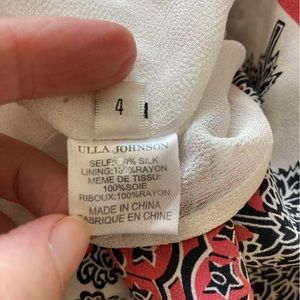 4
ULLA JOHNSON
SELF: SILK
LINING:100%RAYON
MEME DE TISSU:
100%SOIE
RIBOUX:100%RAYON
MADE IN CHINA
FABRIQUE EN CHINE